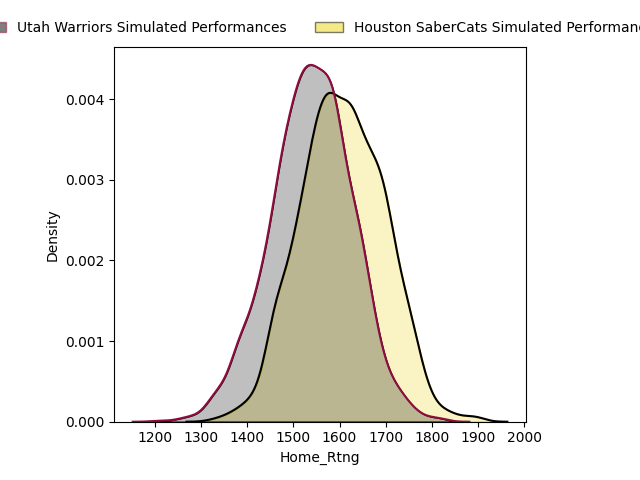 Utah Warriors Simulated Performances
Houston SaberCats Simulated Performan
0.004
0.003
0.002
0.001
0.000
Density
1200 1300 1400 1500 1600 1700 1800 1900 2000
Home_Rtng